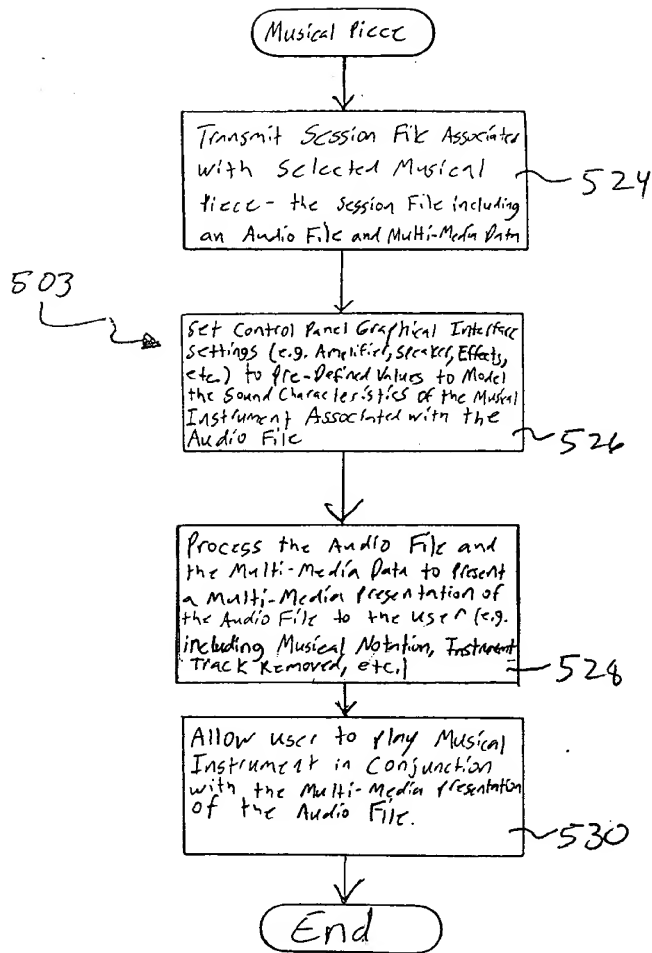 Musical Piece
Transmit Session File Associated
with Selected Musical
Piece - the Session File including
an Audio File and Multi-Media Data
524
503
Set Control Panel Graphical Interface
Settings (e.g. Amplifier, Speaker, Effects,
etc.) to Pre-Defined Values to Model
the Sound Characteristics of the Musical
Instrument Associated with the
Audio File
526
Process the Audio File and
the Multi-Media Data to Present
a Multi-Media Presentation of
the Audio File to the User (e.g.
including Musical Notation, Instrument
Track Removed, etc.)
528
Allow user to Play Musical
Instrument in Conjunction
with the Multi-Media Presentation
of the Audio File.
530
End